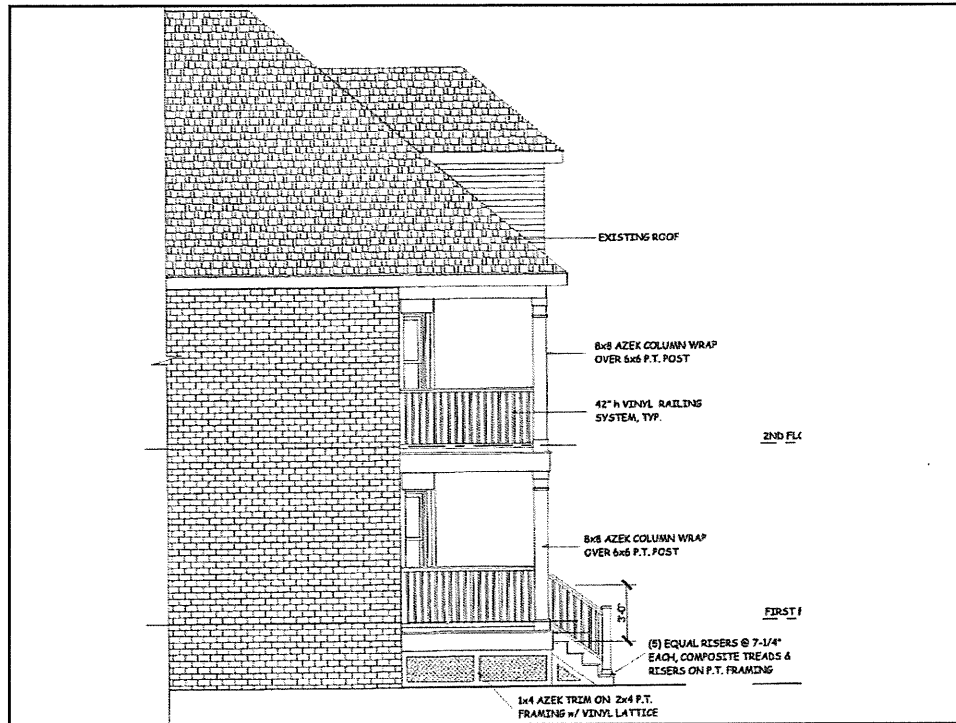 EXISTING ROOF
8x8 AZEK COLUMN WRAP
OVER 6x6 P.T. POST
42" h VINYL RAILING
SYSTEM, TYP.
2ND FLO
8x8 AZEK COLUMN WRAP
OVER 6x6 P.T. POST
3'-0"
FIRST F
(5) EQUAL RISERS @ 7-1/4"
EACH, COMPOSITE TREADS &
RISERS ON P.T. FRAMING
1x4 AZEK TRIM ON 2x4 P.T.
FRAMING w/ VINYL LATTICE